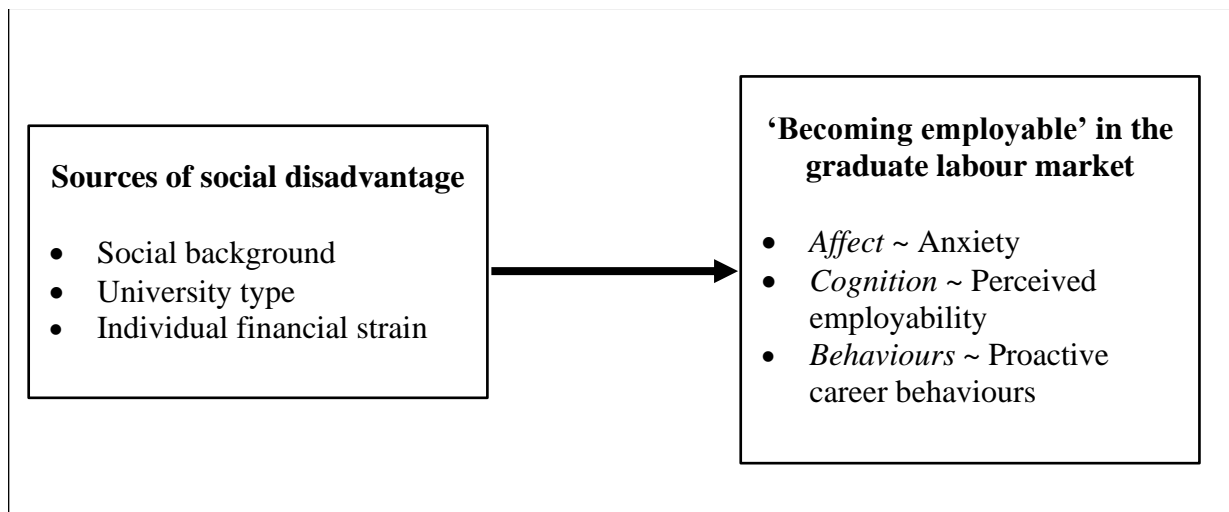 Sources of social disadvantage
• Social background
• University type
• Individual financial strain
‘Becoming employable’ in the
graduate labour market
• Affect ~ Anxiety
• Cognition ~ Perceived
employability
• Behaviours ~ Proactive
career behaviours